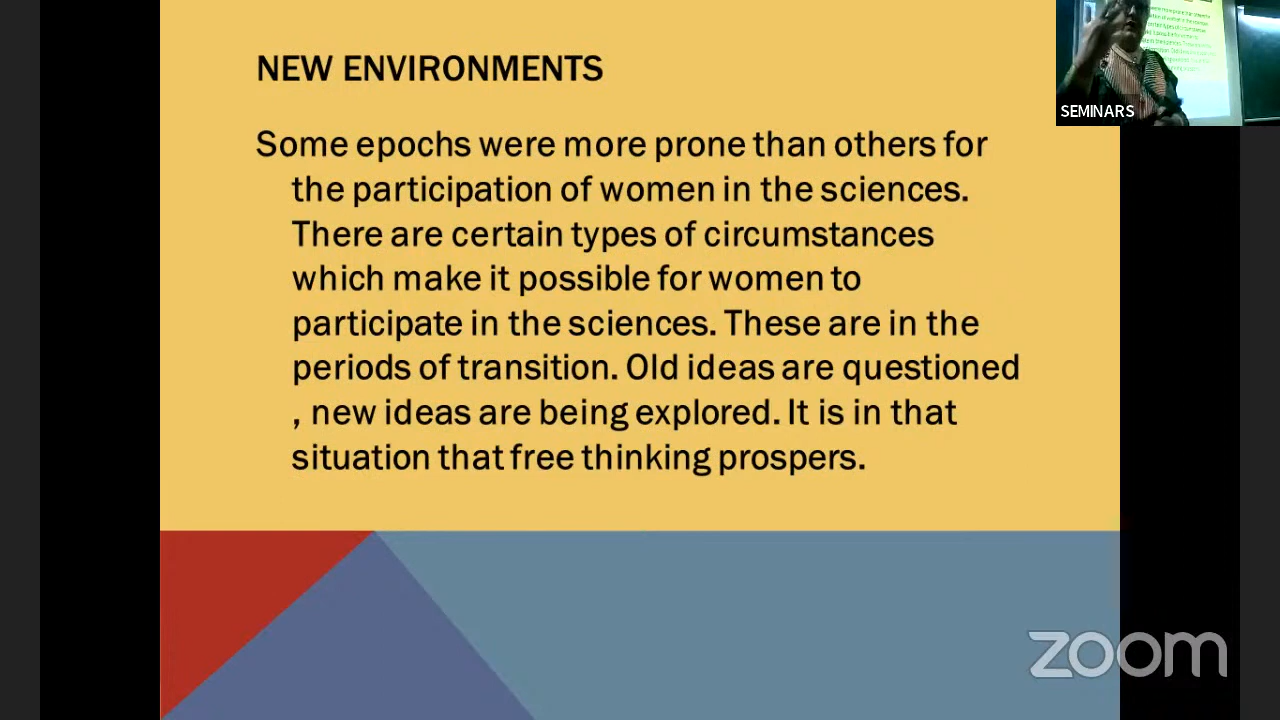 NEW ENVIRONMENTS
Some epochs were more prone than others for
the participation of women in the sciences.
There are certain types of circumstances
which make it possible for women to
participate in the sciences. These are in the
periods of transition. Old ideas are questioned
, new ideas are being explored. It is in that
situation that free thinking prospers.
SEMINARS
zoom